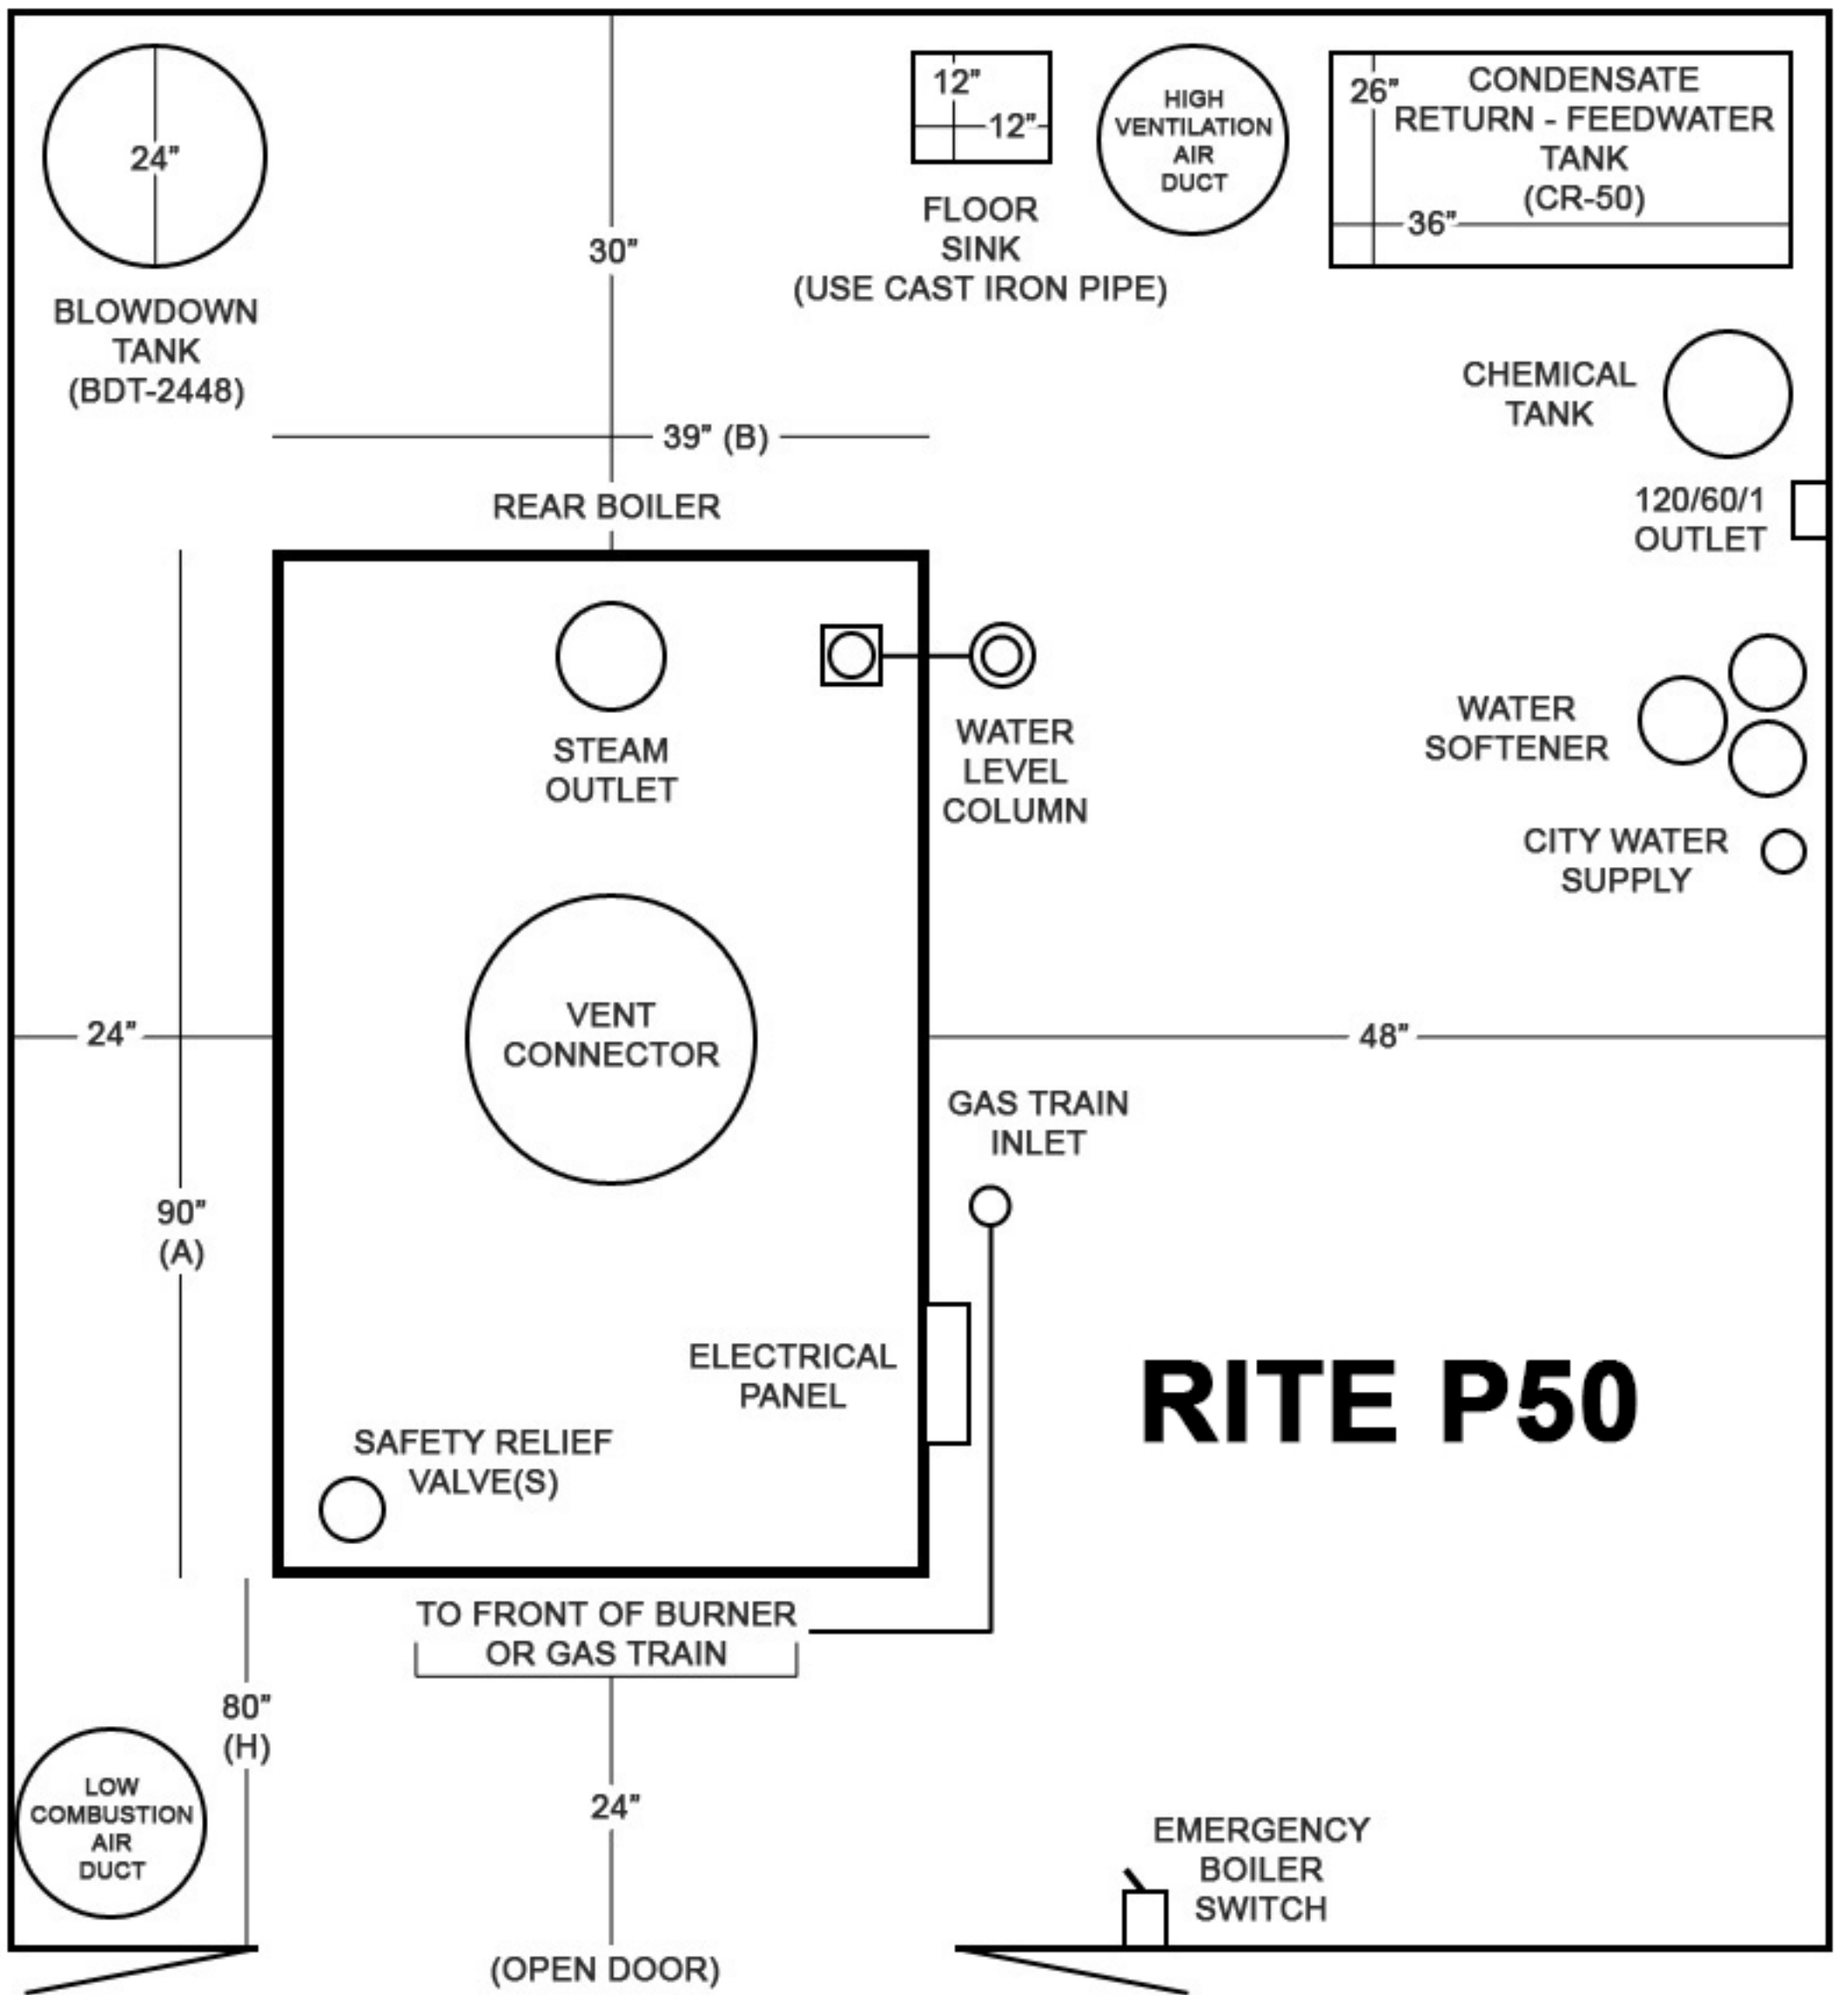 24”
BLOWDOWN
TANK
(BDT-2448)
30”
12”
12”
FLOOR
SINK
(USE CAST IRON PIPE)
HIGH
VENTILATION
AIR
DUCT
26”
CONDENSATE
RETURN - FEEDWATER
TANK
(CR-50)
36”
CHEMICAL
TANK
39” (B)
REAR BOILER
120/60/1
OUTLET
STEAM
OUTLET
WATER
LEVEL
COLUMN
WATER
SOFTENER
CITY WATER
SUPPLY
24”
VENT
CONNECTOR
48”
GAS TRAIN
INLET
90”
(A)
ELECTRICAL
PANEL
RITE P50
SAFETY RELIEF
VALVE(S)
TO FRONT OF BURNER
OR GAS TRAIN
80”
(H)
LOW
COMBUSTION
AIR
DUCT
24”
EMERGENCY
BOILER
SWITCH
(OPEN DOOR)